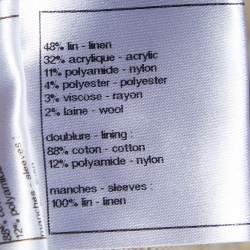 48% lin - linen
32% acrylique - acrylic
11% polyamide - nylon
4% polyester - polyester
3% viscose - rayon
2% laine - wool
doublure - lining :
88% coton - cotton
12% polyamide - nylon
manches - sleeves :
100% lin - linen